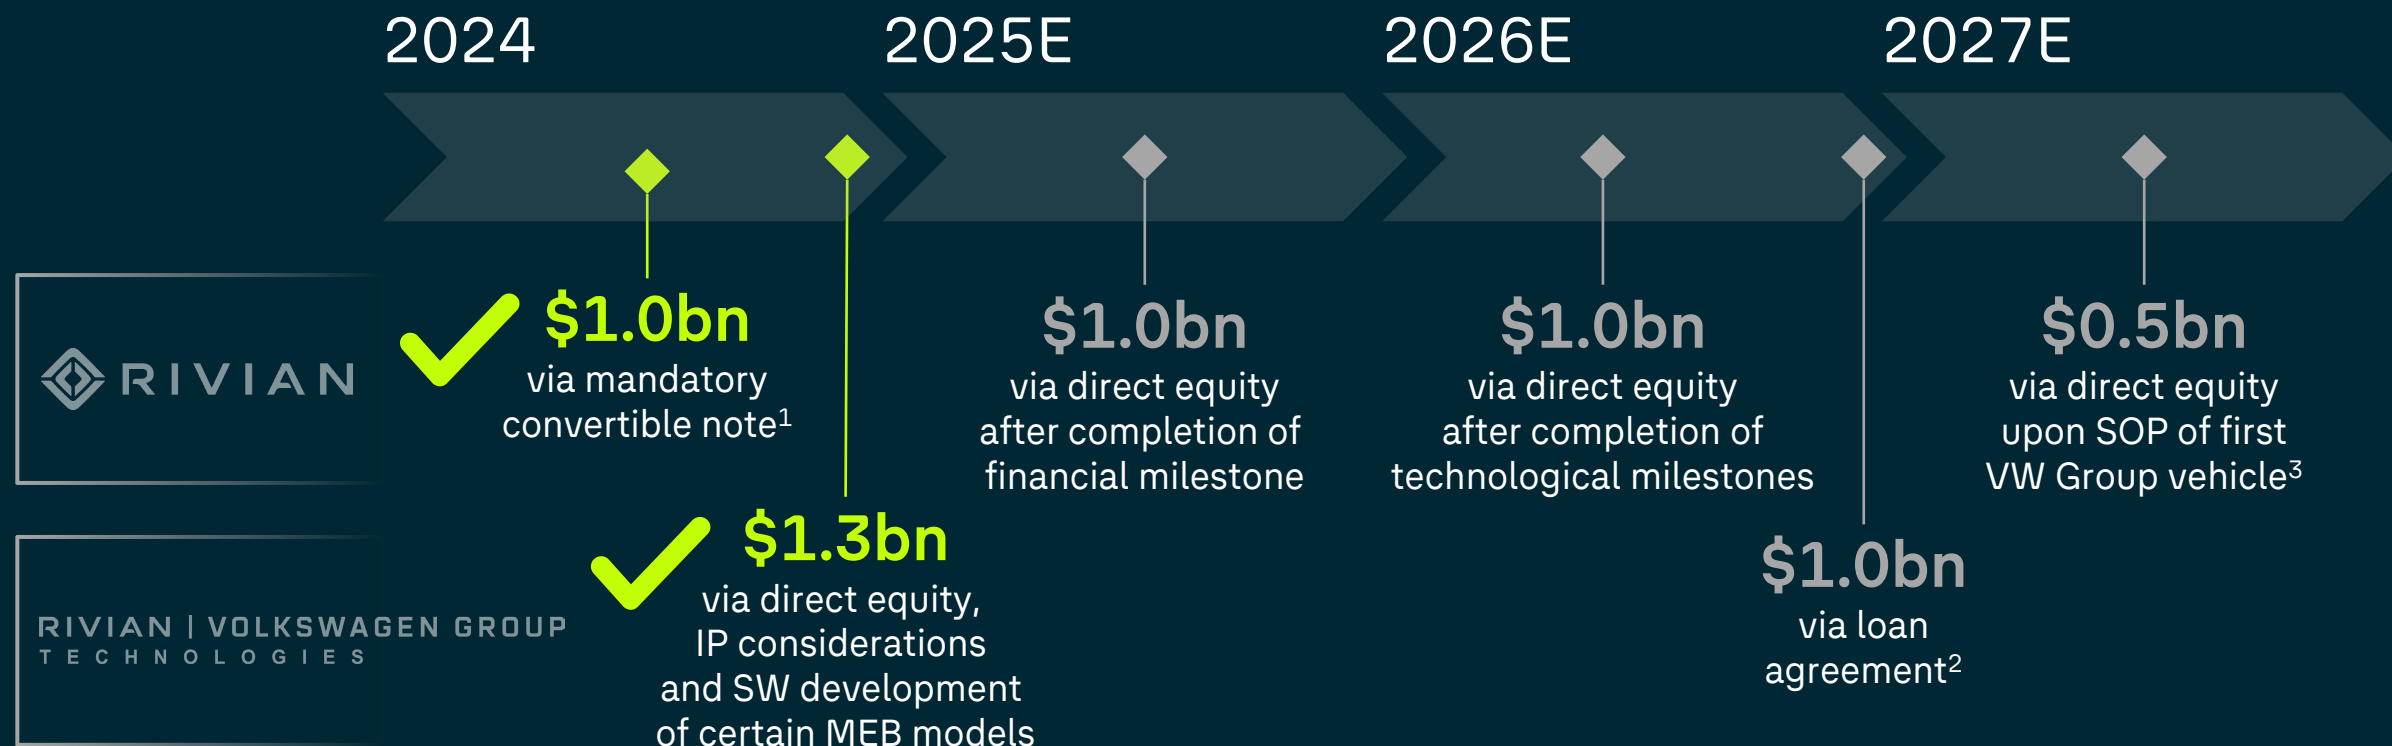 2024
2025E
2026E
2027E
RIVIAN
$1.0bn
via mandatory
convertible note¹
$1.0bn
via direct equity
after completion of
financial milestone
$1.0bn
via direct equity
after completion of
technological milestones
$0.5bn
via direct equity
upon SOP of first
VW Group vehicle³
RIVIAN | VOLKSWAGEN GROUP
TECHNOLOGIES
$1.3bn
via direct equity,
IP considerations
and SW development
of certain MEB models
$1.0bn
via loan
agreement²